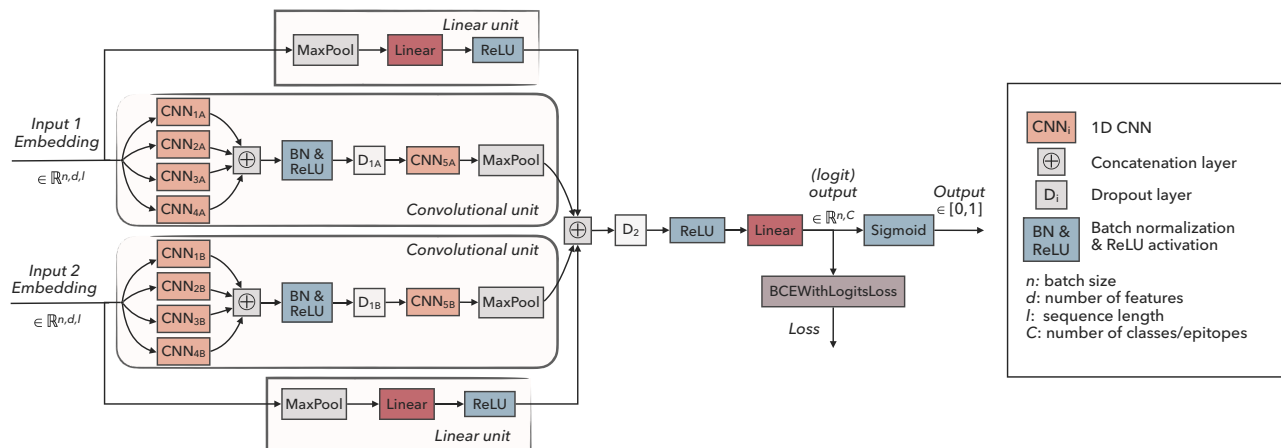 Linear unit
MaxPool
Linear
ReLU
Input 1
Embedding
∈ ℝn,d,l
CNN1A
CNN2A
CNN3A
CNN4A
⊕
BN &
ReLU
D1A
CNN5A
MaxPool
Convolutional unit
Convolutional unit
Input 2
Embedding
∈ ℝn,d,l
CNN1B
CNN2B
CNN3B
CNN4B
⊕
BN &
ReLU
D1B
CNN5B
MaxPool
MaxPool
Linear
ReLU
Linear unit
⊕
D2
ReLU
Linear
(logit)
output
∈ ℝn,C
Sigmoid
Output
∈ [0,1]
BCEWithLogitsLoss
Loss
CNNi 1D CNN
⊕ Concatenation layer
Di Dropout layer
BN &
ReLU
Batch normalization
& ReLU activation
n: batch size
d: number of features
l: sequence length
C: number of classes/epitopes